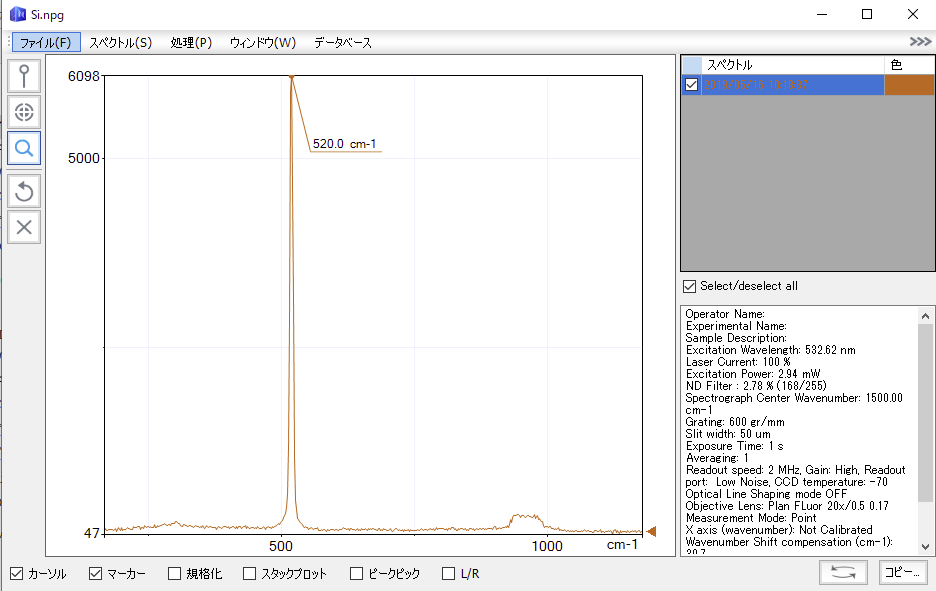 Si.npg
ファイル(F) スペクトル(S) 処理(P) ウィンドウ(W) データベース
スペクトル 色
6098
520.0 cm-1
5000
47
500 1000 cm-1
Select/deselect all
Operator Name:
Experimental Name:
Sample Description:
Excitation Wavelength: 532.62 nm
Laser Current: 100 %
Excitation Power: 2.94 mW
ND Filter : 2.78 % (168/255)
Spectrograph Center Wavenumber: 1500.00
cm-1
Grating: 600 gr/mm
Slit width: 50 um
Exposure Time: 1 s
Averaging: 1
Readout speed: 2 MHz, Gain: High, Readout
port: Low Noise, CCD temperature: -70
Optical Line Shaping mode OFF
Objective Lens: Plan FLuor 20x/0.5 0.17
Measurement Mode: Point
X axis (wavenumber): Not Calibrated
Wavenumber Shift compensation (cm-1):
カーソル マーカー 規格化 スタックプロット ピークピック L/R
コピー...